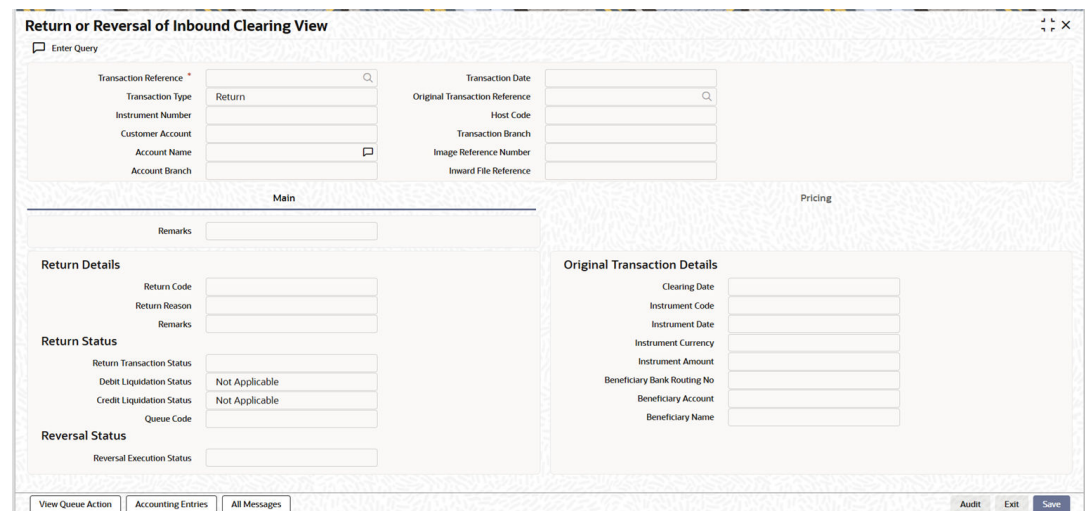 Return or Reversal of Inbound Clearing View
Enter Query
Transaction Reference *
Transaction Date
Transaction Type Return
Original Transaction Reference
Instrument Number
Host Code
Customer Account
Transaction Branch
Account Name
Image Reference Number
Account Branch
Inward File Reference
Main
Pricing
Remarks
Return Details
Original Transaction Details
Return Code
Clearing Date
Return Reason
Instrument Code
Remarks
Instrument Date
Return Status
Instrument Currency
Return Transaction Status
Instrument Amount
Debit Liquidation Status Not Applicable
Beneficiary Bank Routing No
Credit Liquidation Status Not Applicable
Beneficiary Account
Queue Code
Beneficiary Name
Reversal Status
Reversal Execution Status
View Queue Action Accounting Entries All Messages Audit Exit Save